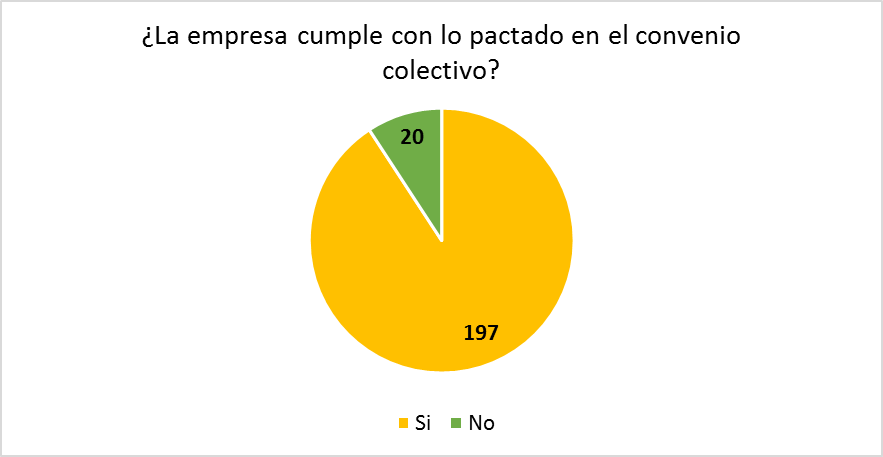 ¿La empresa cumple con lo pactado en el convenio
colectivo?
20
197
Si No